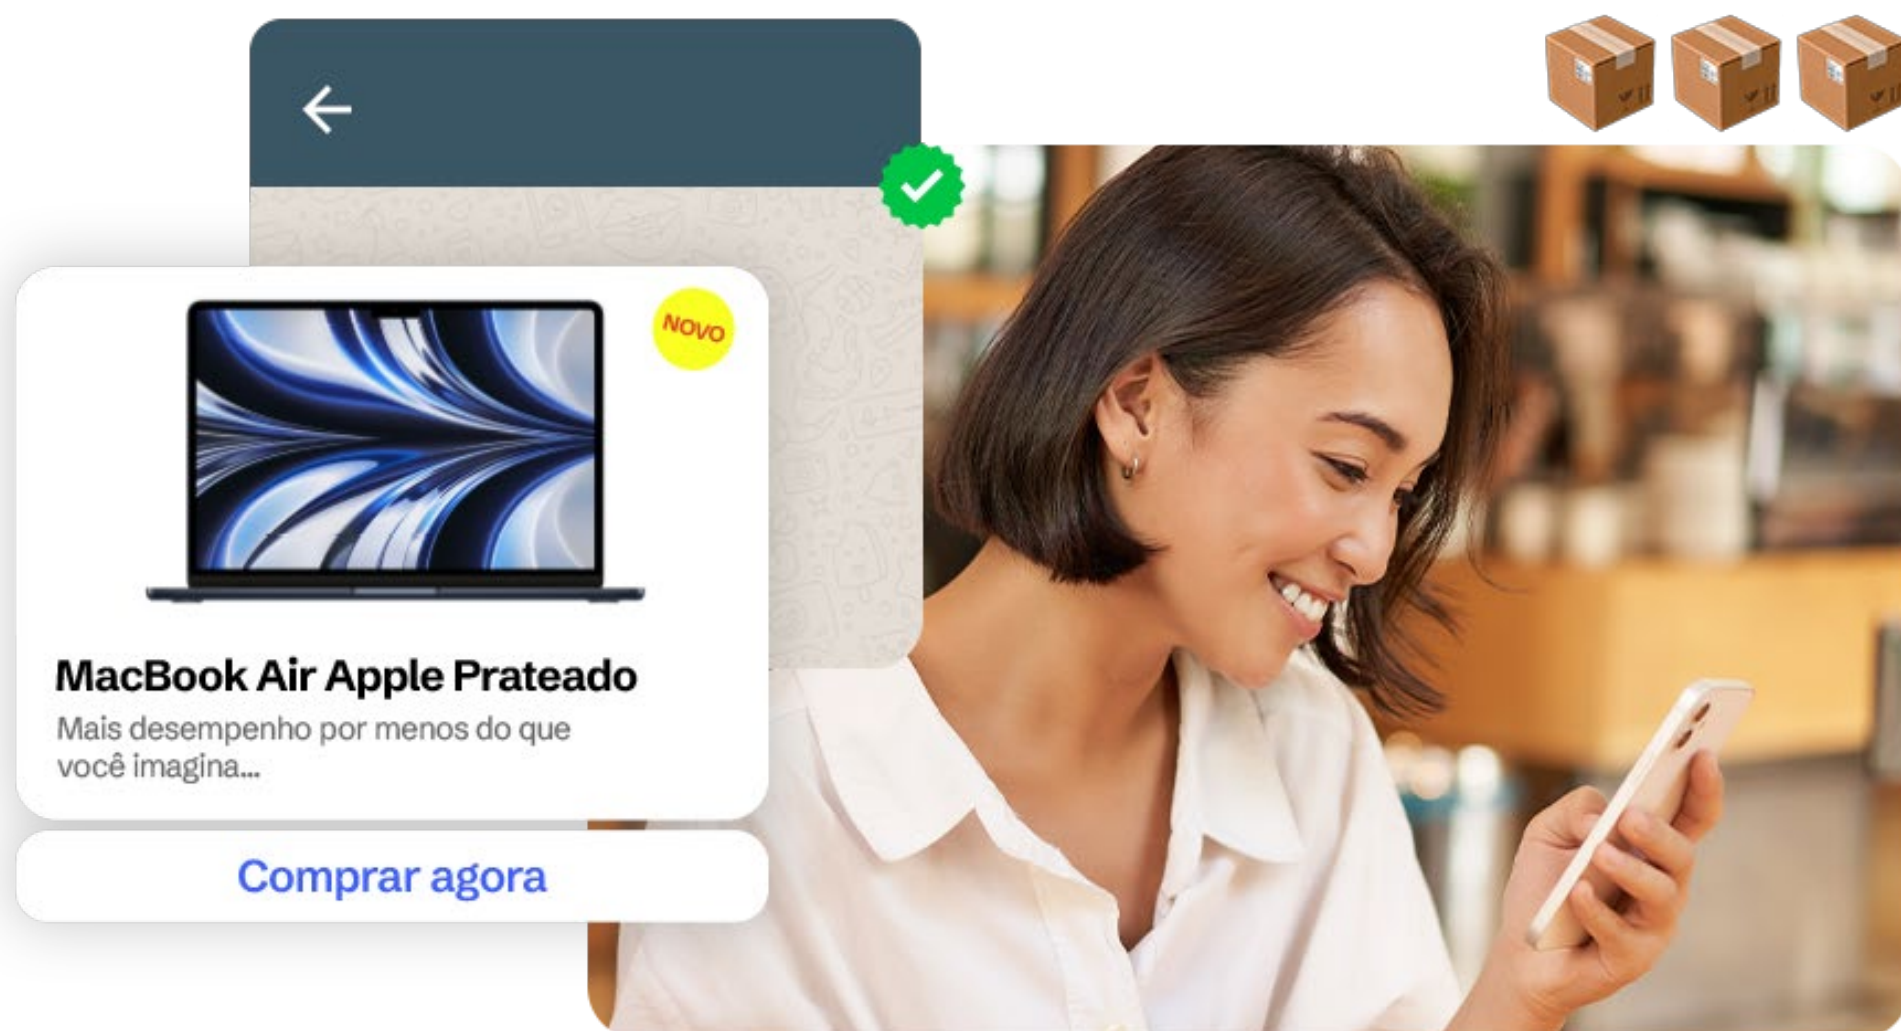 NOVO
MacBook Air Apple Prateado
Mais desempenho por menos do que
você imagina...
Comprar agora